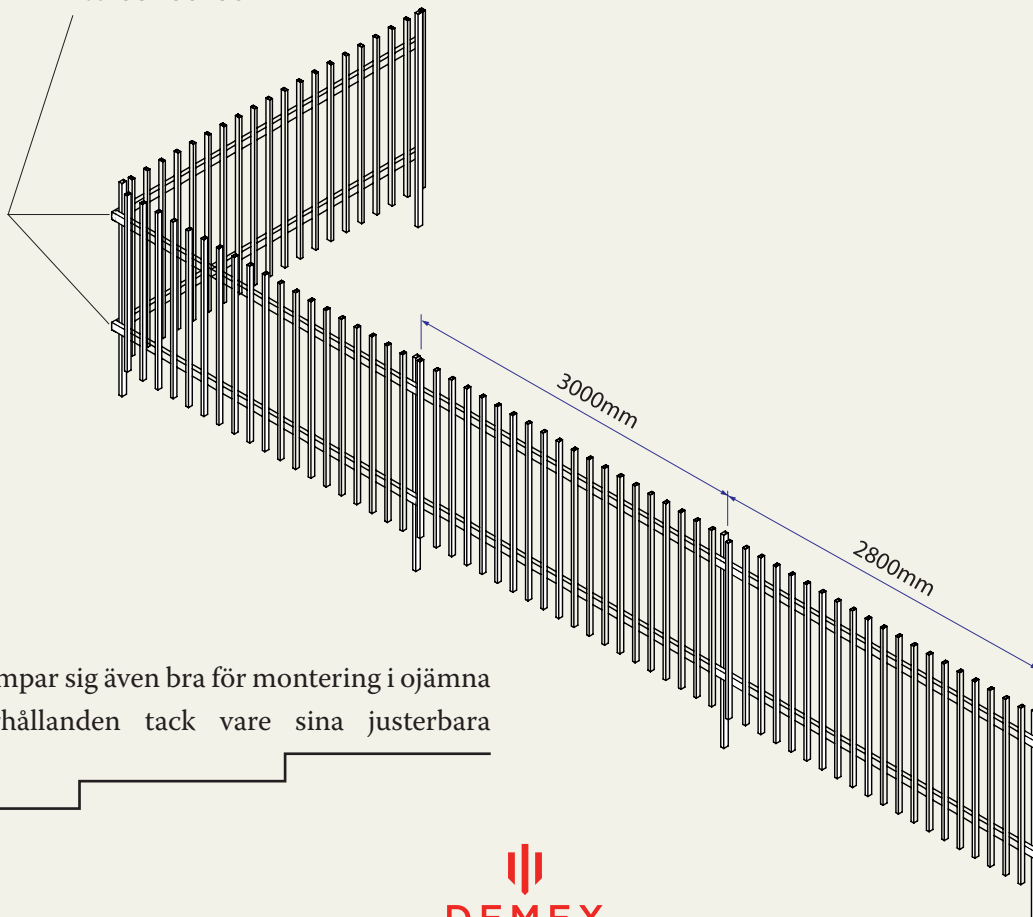 3000mm
2800mm
mpar sig även bra för montering i ojämna
hållanden tack vare sina justerbara
DEMEX